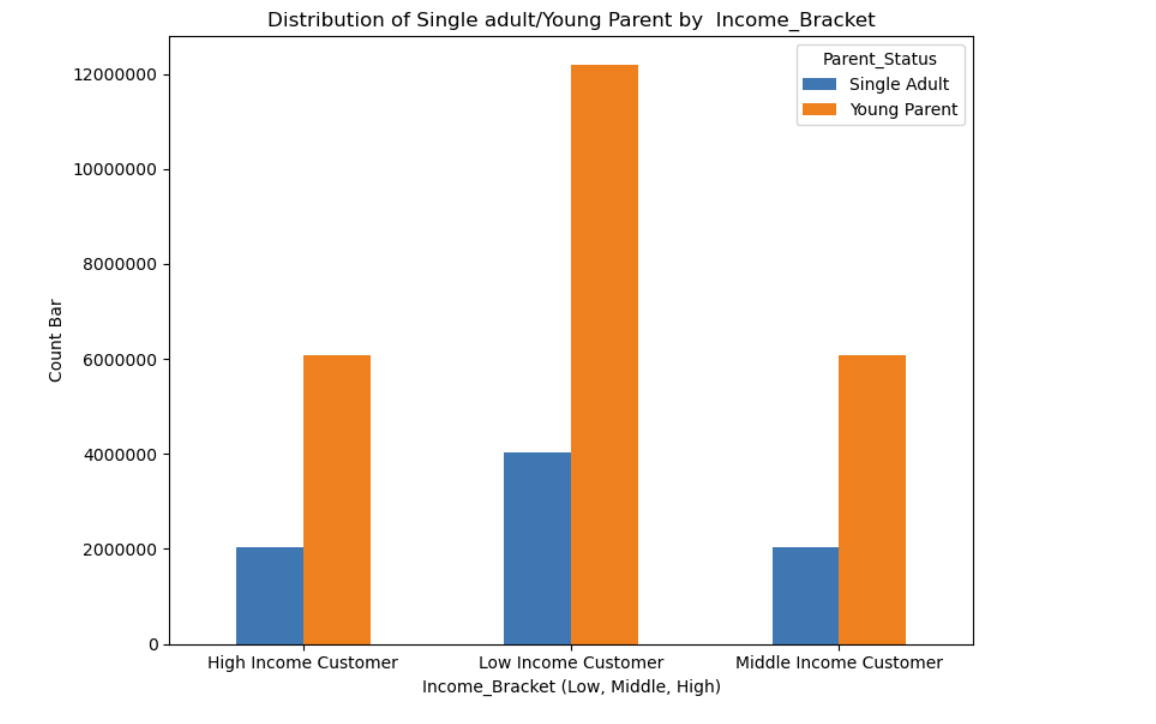 Distribution of Single adult/Young Parent by  Income_Bracket
Parent_Status
Single Adult
Young Parent
Count Bar
12000000
10000000
8000000
6000000
4000000
2000000
0
High Income Customer
Low Income Customer
Middle Income Customer
Income_Bracket (Low, Middle, High)